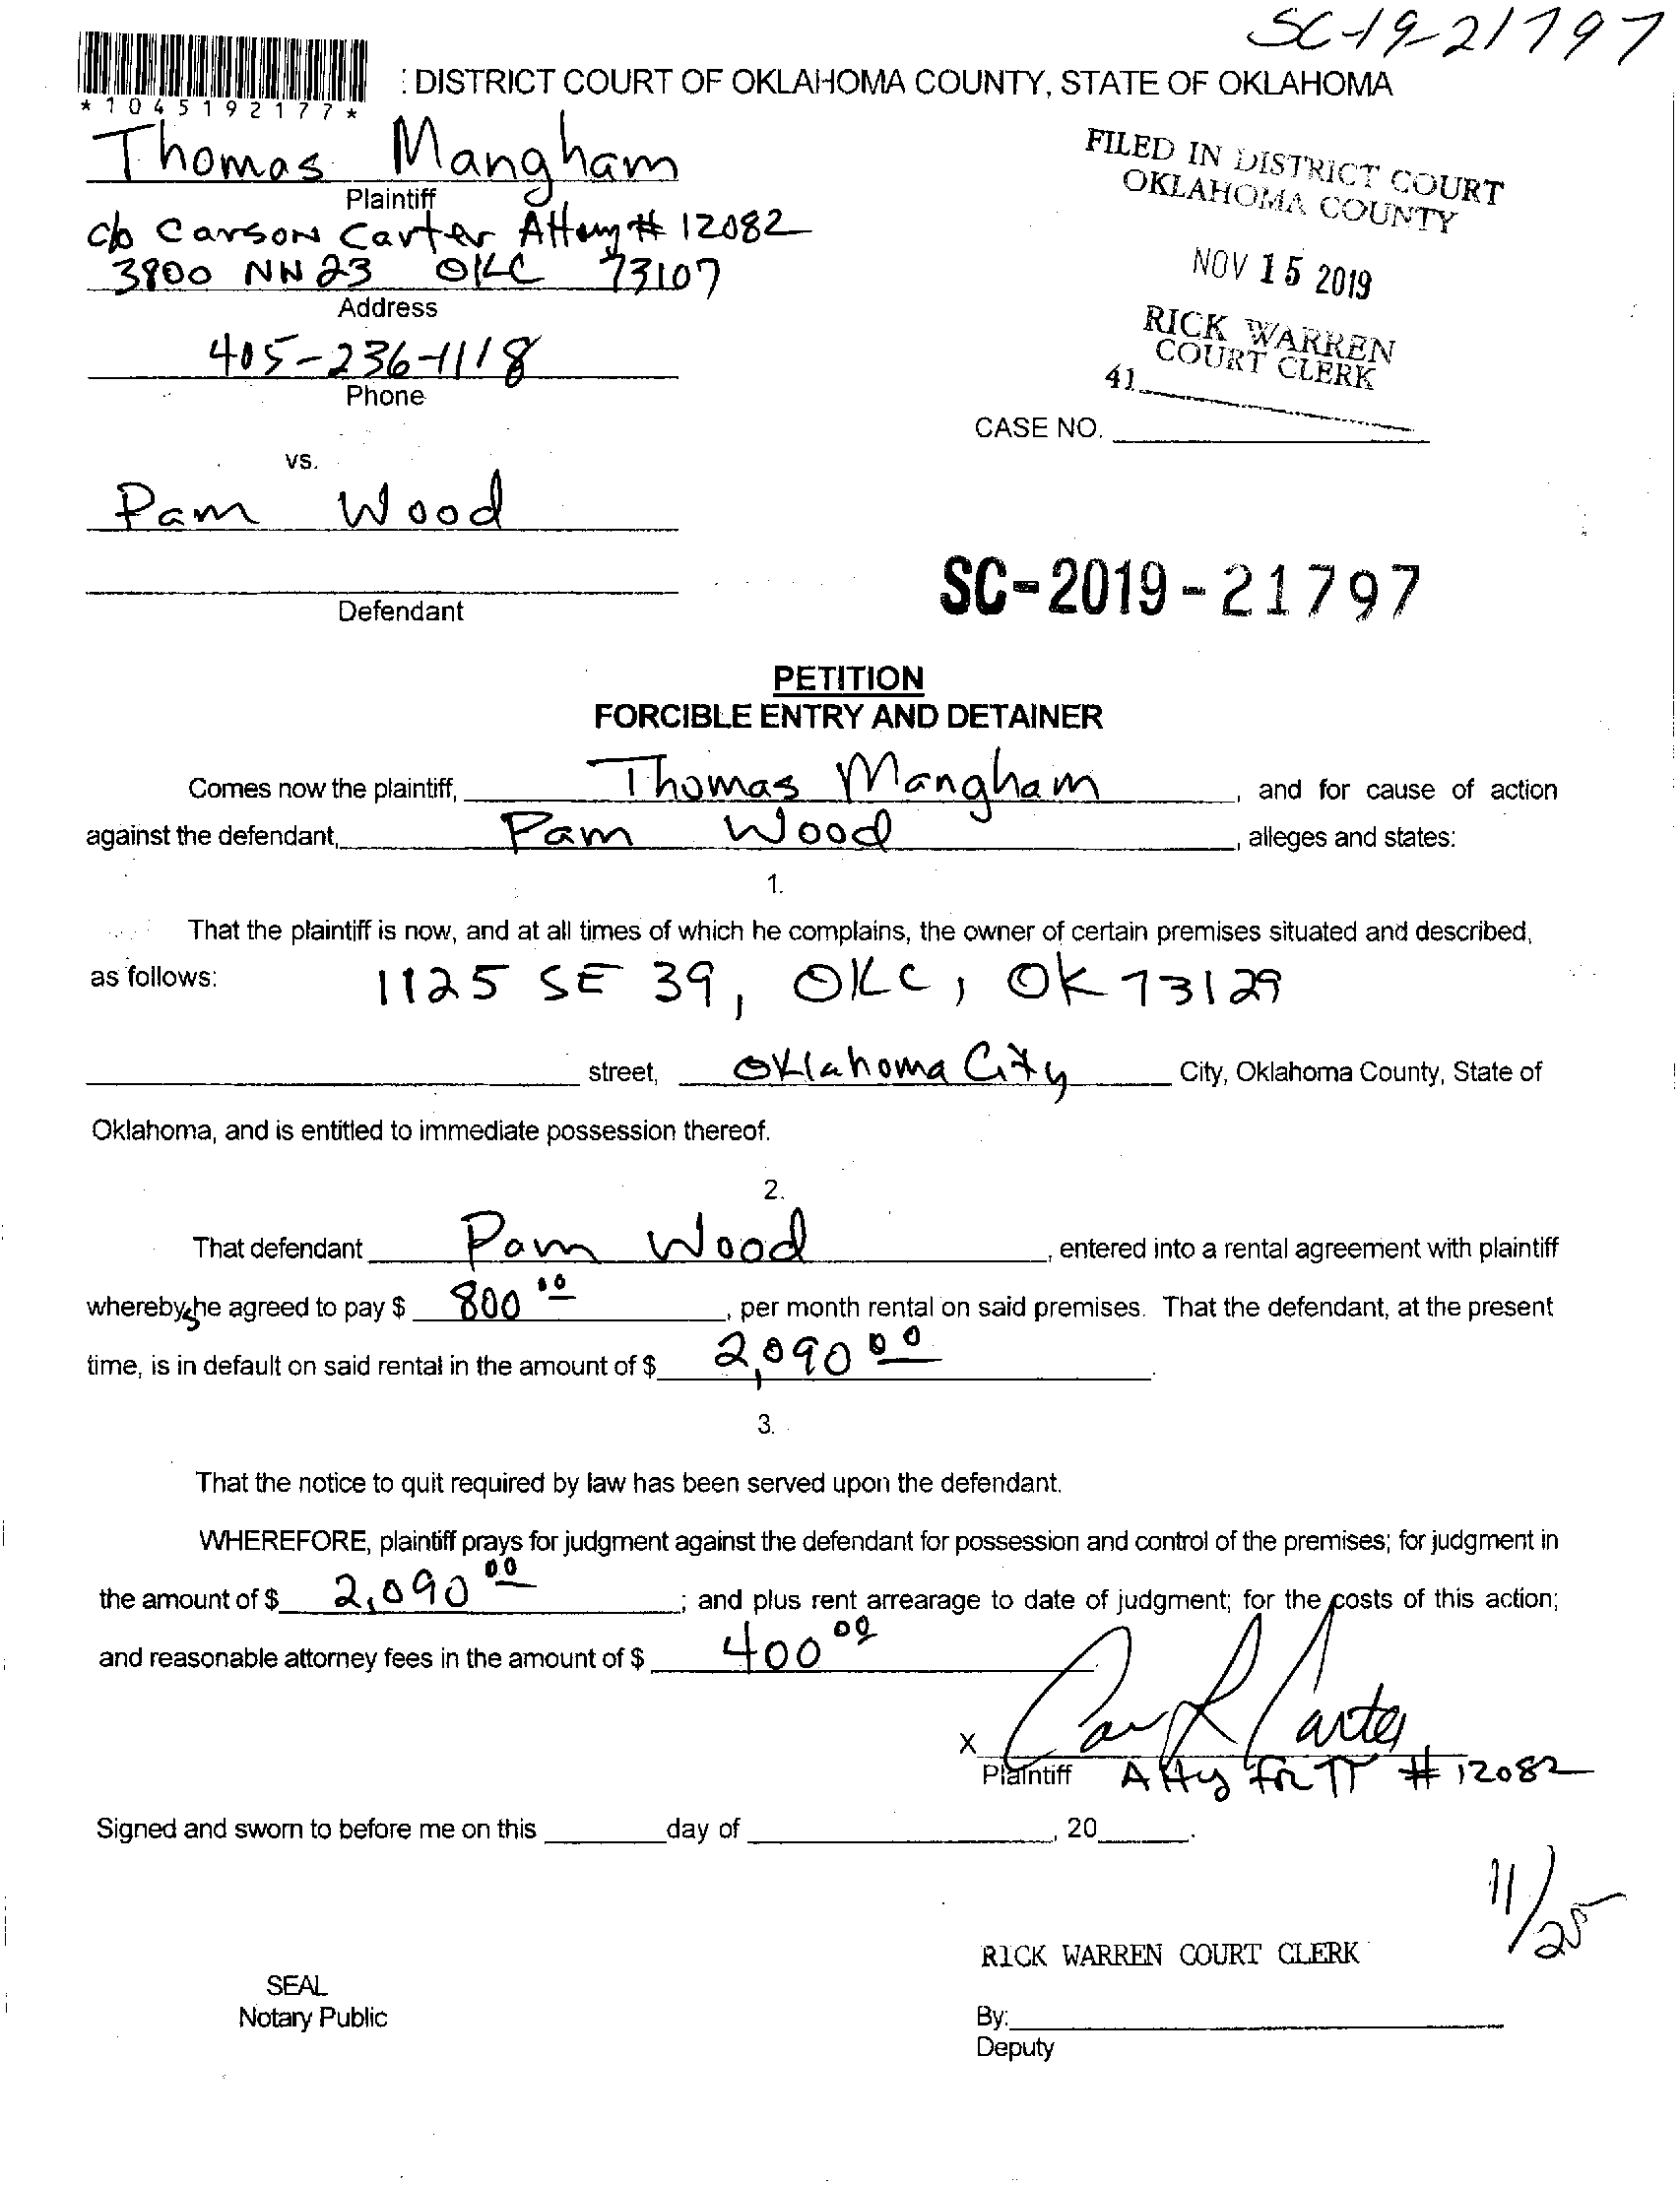 SC-19-21797
: DISTRICT COURT OF OKLAHOMA COUNTY, STATE OF OKLAHOMA
*1045192177*
Thomas Mangham
Plaintiff
c/o Carson Carter Attorny # 12082
3800 NW 23 OKC 73107
Address
405-236-1118
Phone
FILED IN DISTRICT COURT
OKLAHOMA COUNTY
NOV 15 2019
RICK WARREN
COURT CLERK
41
CASE NO.
vs.
Pam Wood
Defendant
SC-2019-21797
PETITION
FORCIBLE ENTRY AND DETAINER
Comes now the plaintiff, Thomas Mangham, and for cause of action
against the defendant, Pam Wood, alleges and states:
1.
That the plaintiff is now, and at all times of which he complains, the owner of certain premises situated and described,
as follows: 1125 SE 39, OKC, OK 73129
street, Oklahoma City City, Oklahoma County, State of
Oklahoma, and is entitled to immediate possession thereof.
2.
That defendant Pam Wood, entered into a rental agreement with plaintiff
whereby she agreed to pay $ 800 00, per month rental on said premises. That the defendant, at the present
time, is in default on said rental in the amount of $ 2,090 00.
3.
That the notice to quit required by law has been served upon the defendant.
WHEREFORE, plaintiff prays for judgment against the defendant for possession and control of the premises; for judgment in
the amount of $ 2,090 00; and plus rent arrearage to date of judgment; for the costs of this action;
and reasonable attorney fees in the amount of $ 400 00
X Carter
Plaintiff Atty for π # 12082
Signed and sworn to before me on this day of , 20 .
11/25
RICK WARREN COURT CLERK
SEAL
Notary Public
By:
Deputy